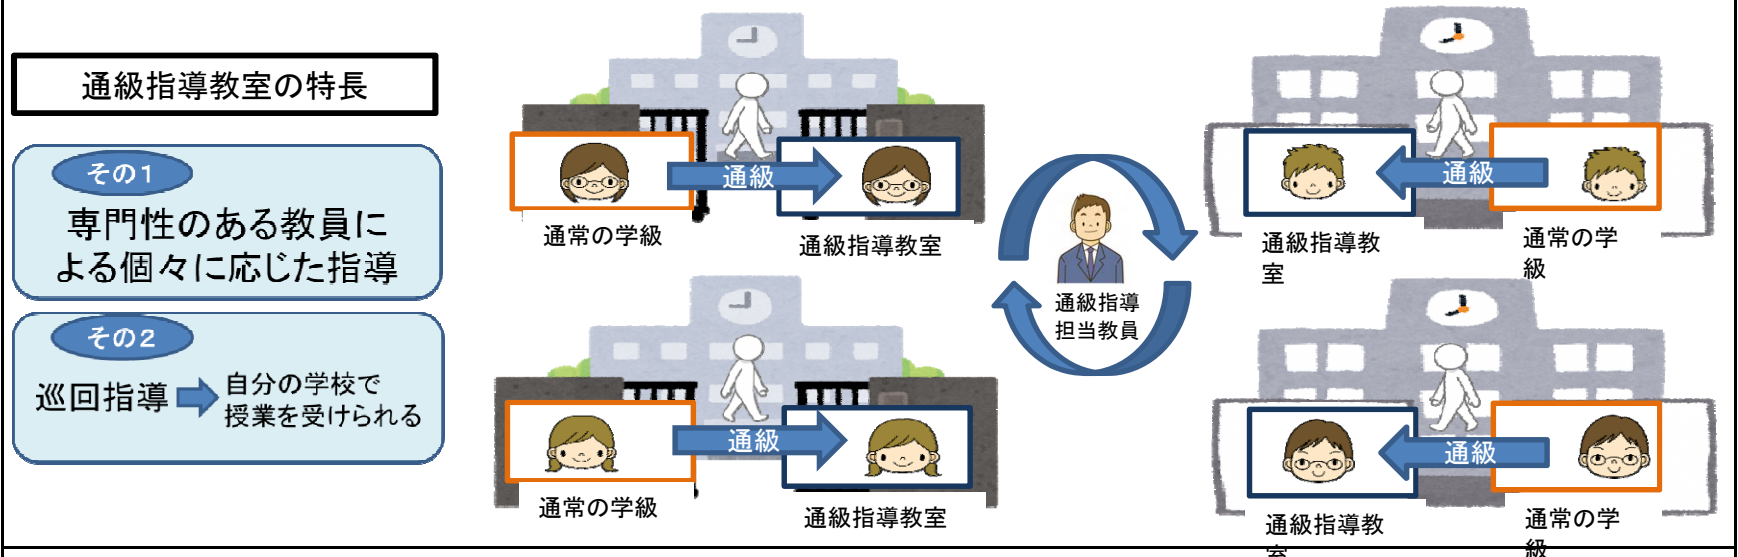 通級指導教室の特長
その1
専門性のある教員に
よる個々に応じた指導
その2
巡回指導
自分の学校で
授業を受けられる
通級
通常の学級
通級指導教室
通級
通常の学級
通級指導教室
通級指導
担当教員
通級
通級指導教
室
通常の学
級
通級
通級指導教
室
通常の学
級